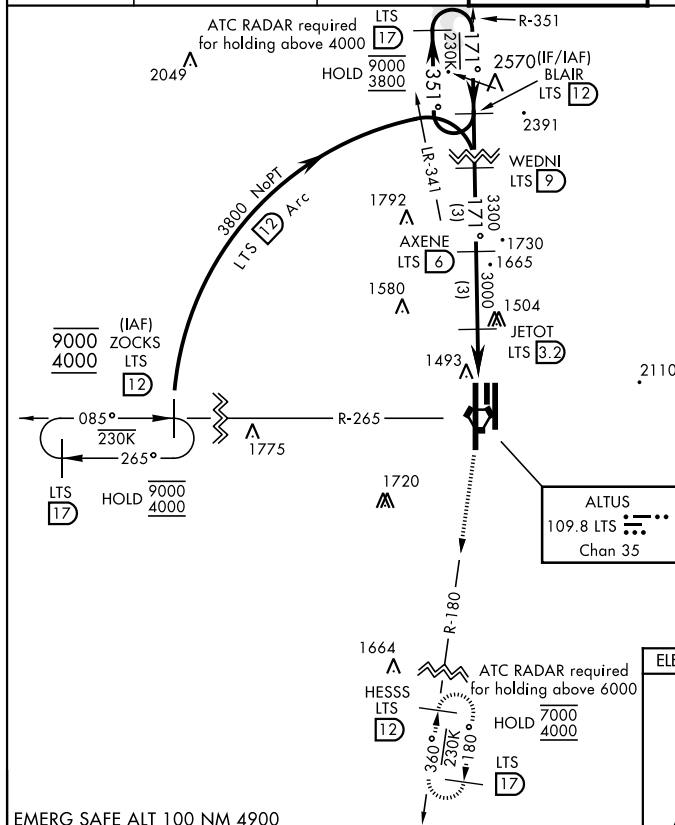 ATC RADAR required
for holding above 4000
LTS
17
R-351
HOLD 9000
3800
230K
351°
171°
2049
2570
(IF/IAF)
BLAIR
LTS 12
2391
WEDNI
LTS 9
LR-341
3800 NoPT
LTS 12 Arc
1792
3300
171°
(3)
AXENE
LTS 6
1730
1665
3000
(3)
1580
1504
JETOT
LTS 3.2
1493
2110
(IAF)
ZOCKS
LTS
12
9000
4000
085°
230K
265°
R-265
1775
LTS
17
HOLD 9000
4000
1720
ALTUS
109.8 LTS
Chan 35
R-180
1664
ATC RADAR required
for holding above 6000
HESSS
LTS
12
HOLD 7000
4000
360°
230K
180°
LTS
17
ELE
EMERG SAFE ALT 100 NM 4900